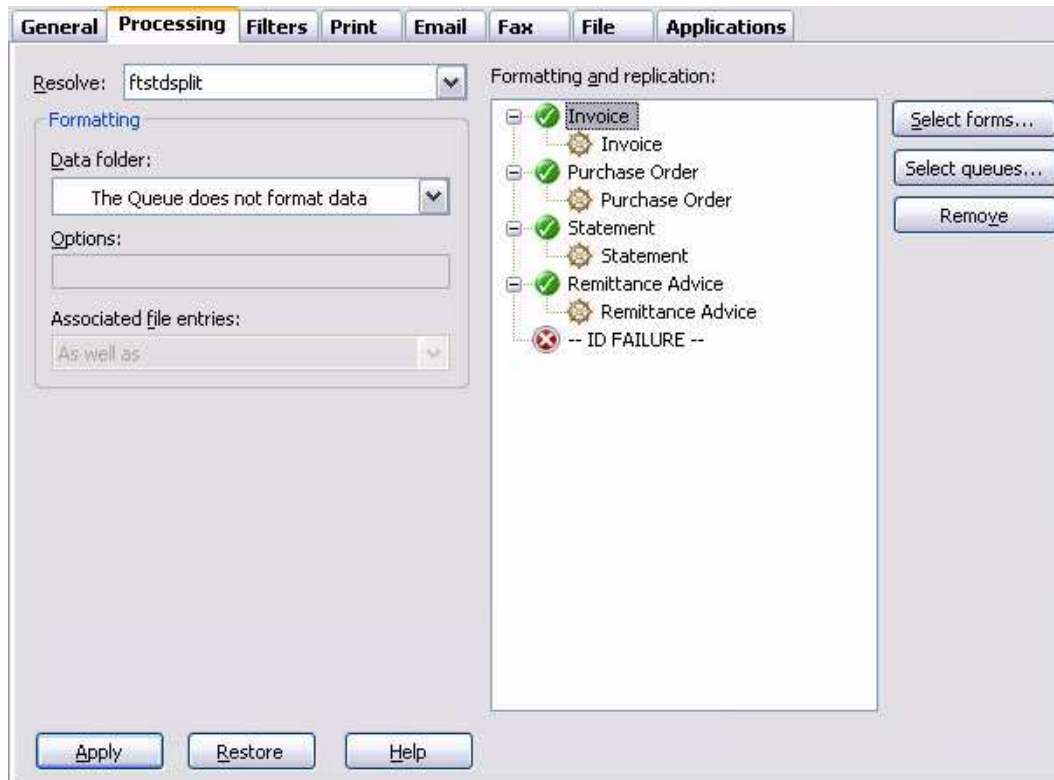 General Processing Filters Print Email Fax File Applications
Resolve: ftstdsplit
Formatting
Data folder:
The Queue does not format data
Options:
Associated file entries:
As well as
Formatting and replication:
Invoice
Invoice
Purchase Order
Purchase Order
Statement
Statement
Remittance Advice
Remittance Advice
-- ID FAILURE --
Select forms...
Select queues...
Remove
Apply Restore Help